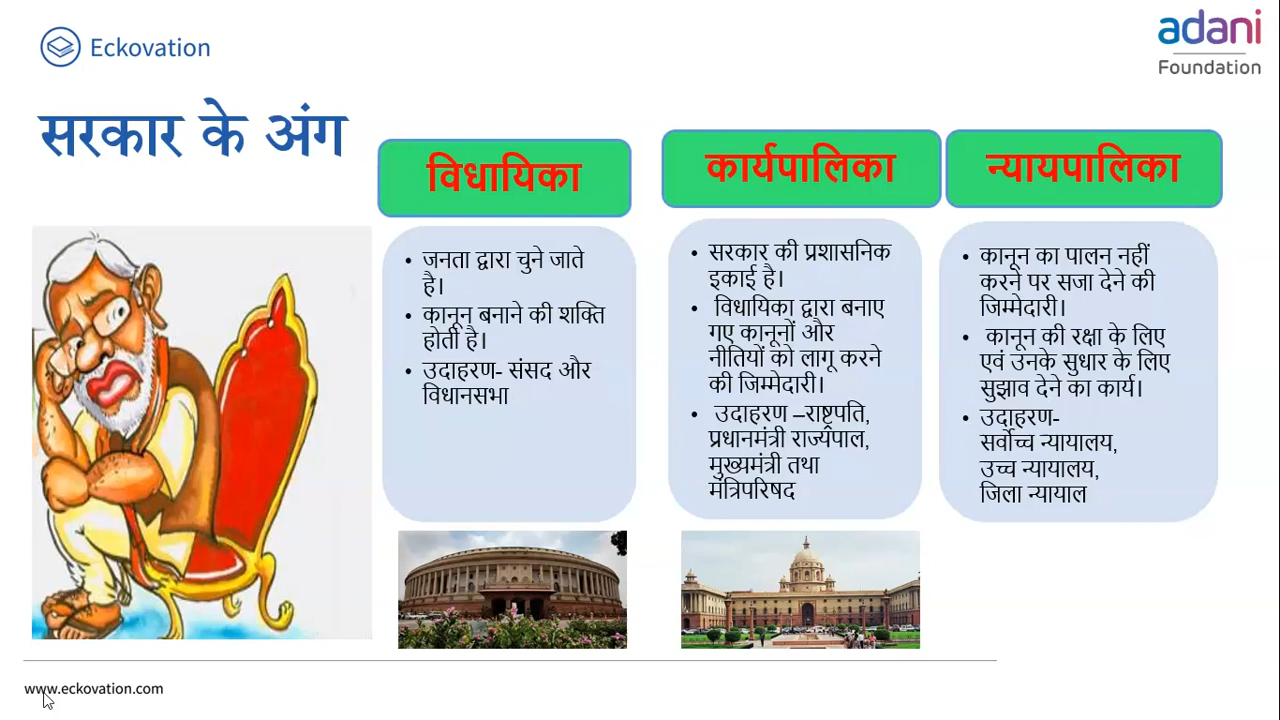 Eckovation
adani
Foundation
सरकार के अंग
विधायिका
जनता द्वारा चुने जाते
है।
कानून बनाने की शक्ति
होती है।
उदाहरण- संसद और
विधानसभा
कार्यपालिका
सरकार की प्रशासनिक
इकाई है।
विधायिका द्वारा बनाए
गए कानूनों और
नीतियों को लागू करने
की जिम्मेदारी।
उदाहरण –राष्ट्रपति,
प्रधानमंत्री राज्यपाल,
मुख्यमंत्री तथा
मंत्रिपरिषद
न्यायपालिका
कानून का पालन नहीं
करने पर सजा देने की
जिम्मेदारी।
कानून की रक्षा के लिए
एवं उनके सुधार के लिए
सुझाव देने का कार्य।
उदाहरण-
सर्वोच्च न्यायालय,
उच्च न्यायालय,
जिला न्यायाल
www.eckovation.com